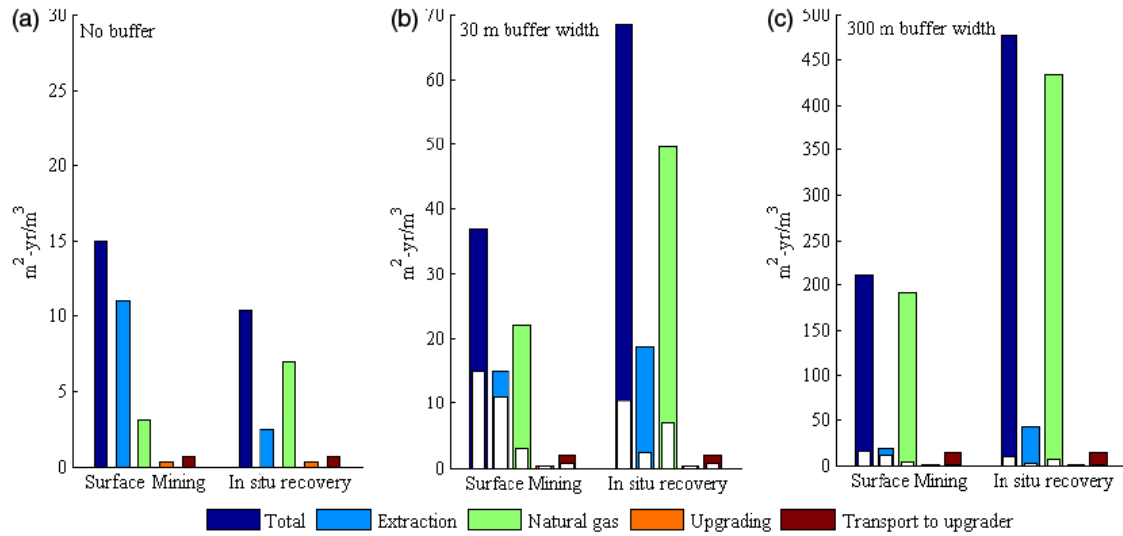 (a)
No buffer
30
25
20
15
10
5
0
m²-yr/m³
Surface Mining
In situ recovery
(b)
30 m buffer width
70
60
50
40
30
20
10
0
m²-yr/m³
Surface Mining
In situ recovery
(c)
300 m buffer width
500
450
400
350
300
250
200
150
100
50
0
m²-yr/m³
Surface Mining
In situ recovery
Total
Extraction
Natural gas
Upgrading
Transport to upgrader